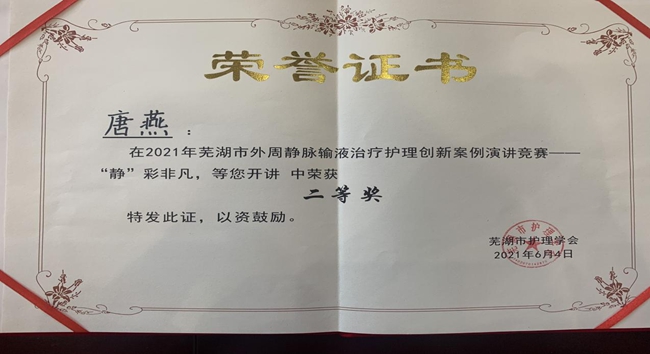 荣誉证书
唐燕：
在2021年芜湖市外周静脉输液治疗护理创新案例演讲竞赛——
“静”彩非凡，等您开讲 中荣获
二等奖
特发此证，以资鼓励。
芜湖市护理学会
2021年6月4日